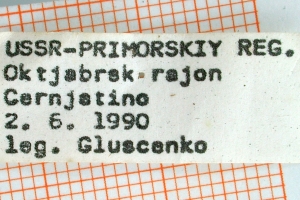 USSR-PRIMORSKIY REG.
Oktjabrsk rajon
Cernjatino
2. 6. 1990
leg. Gluscenko